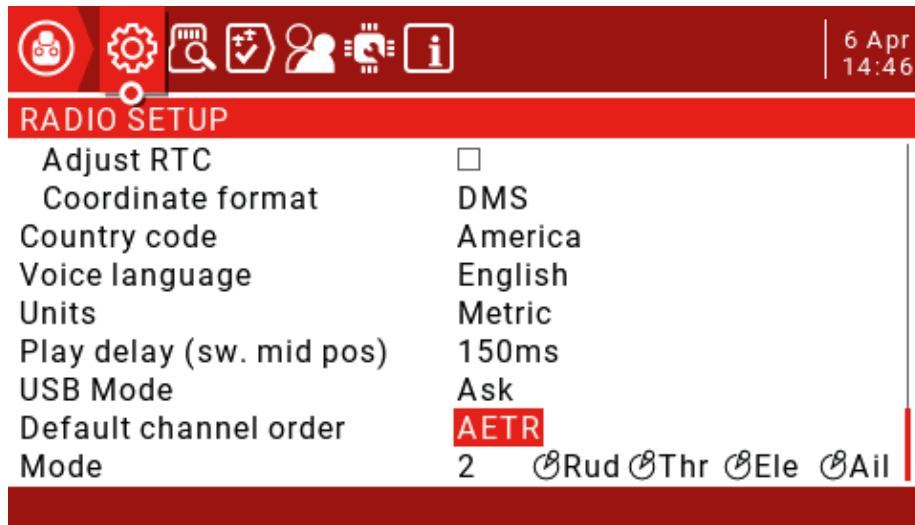 6 Apr
14:46
RADIO SETUP
Adjust RTC
Coordinate format DMS
Country code America
Voice language English
Units Metric
Play delay (sw. mid pos) 150ms
USB Mode Ask
Default channel order AETR
Mode 2 Rud Thr Ele Ail